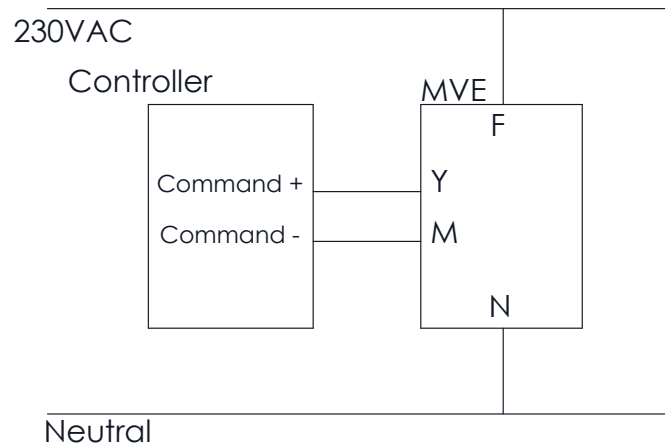 230VAC
Controller
MVE
F
Command +
Y
Command -
M
N
Neutral